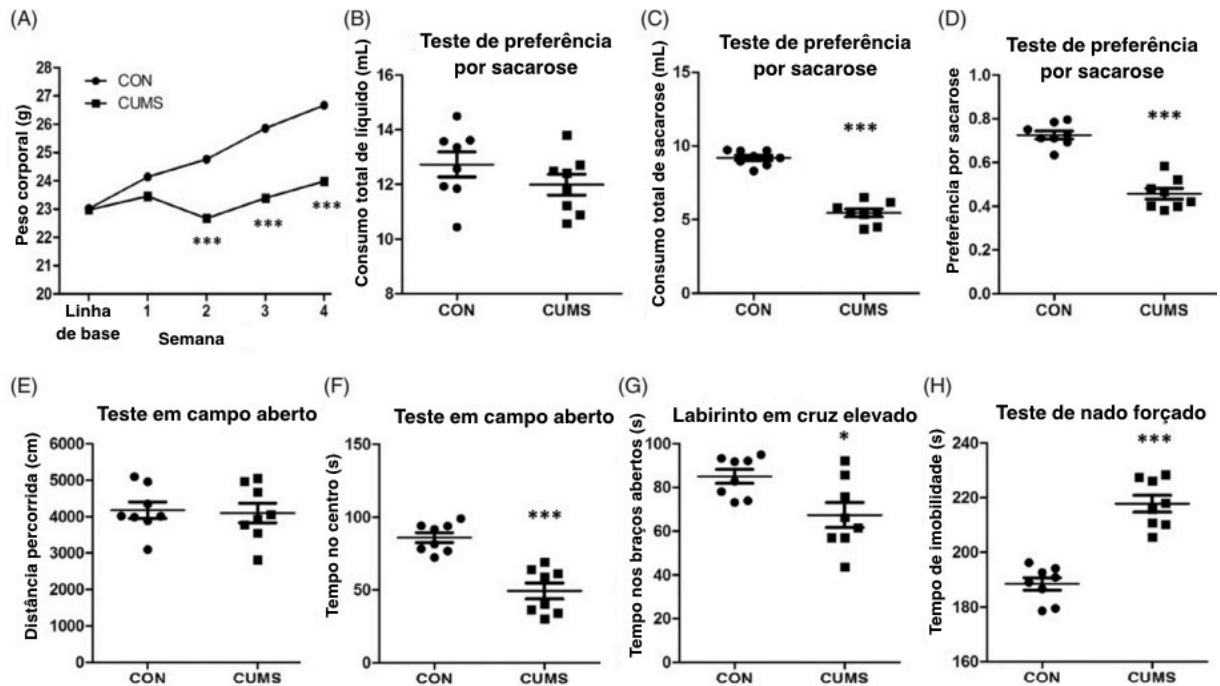 (A)
Peso corporal (g)
28
27
26
25
24
23
22
21
20
CON
CUMS
***
***
***
Linha
de base
1
2
3
4
Semana
(B)
Teste de preferência
por sacarose
Consumo total de líquido (mL)
16
14
12
10
8
CON
CUMS
(C)
Teste de preferência
por sacarose
Consumo total de sacarose (mL)
15
10
5
0
***
CON
CUMS
(D)
Teste de preferência
por sacarose
Preferência por sacarose
1.0
0.8
0.6
0.4
0.2
0.0
***
CON
CUMS
(E)
Teste em campo aberto
Distância percorrida (cm)
6000
5000
4000
3000
2000
1000
0
CON
CUMS
(F)
Teste em campo aberto
Tempo no centro (s)
150
100
50
0
***
CON
CUMS
(G)
Labirinto em cruz elevado
Tempo nos braços abertos (s)
100
80
60
40
20
0
*
CON
CUMS
(H)
Teste de nado forçado
Tempo de imobilidade (s)
240
220
200
180
160
***
CON
CUMS